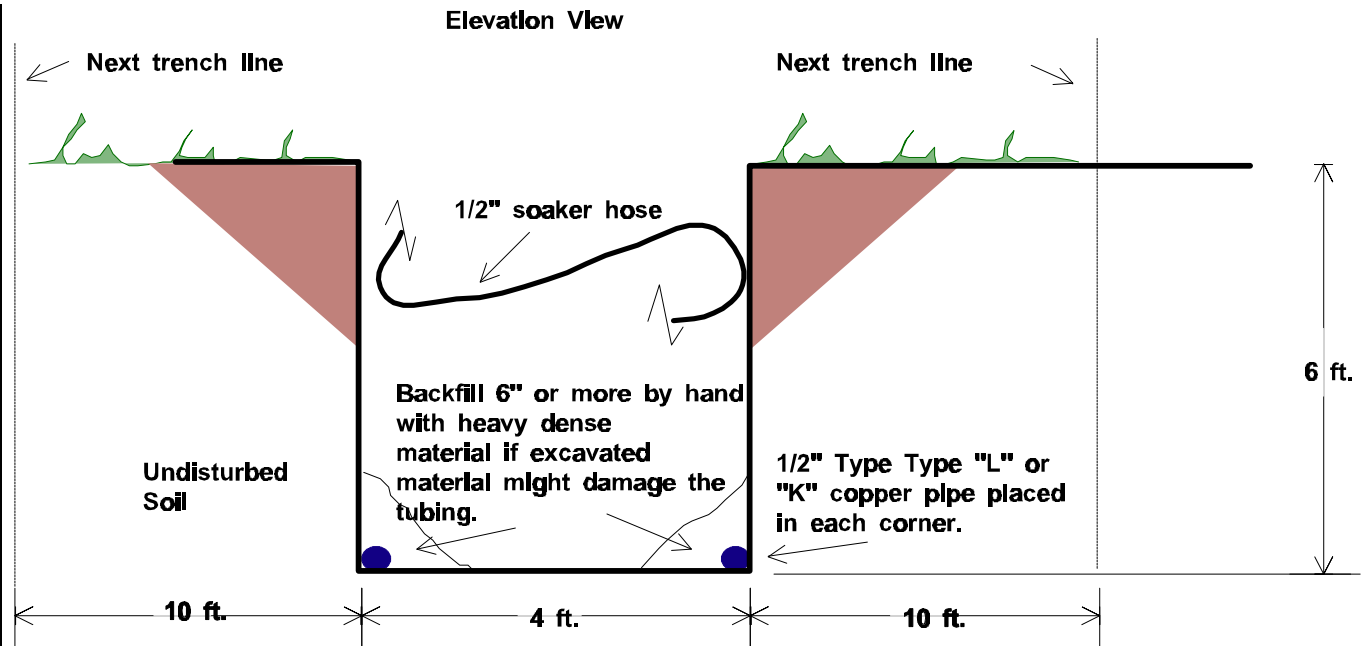 Elevation View
Next trench line
Next trench line
1/2" soaker hose
6 ft.
Backfill 6" or more by hand
with heavy dense
material if excavated
material might damage the
tubing.
Undisturbed
Soil
1/2" Type Type "L" or
"K" copper pipe placed
in each corner.
10 ft.
4 ft.
10 ft.